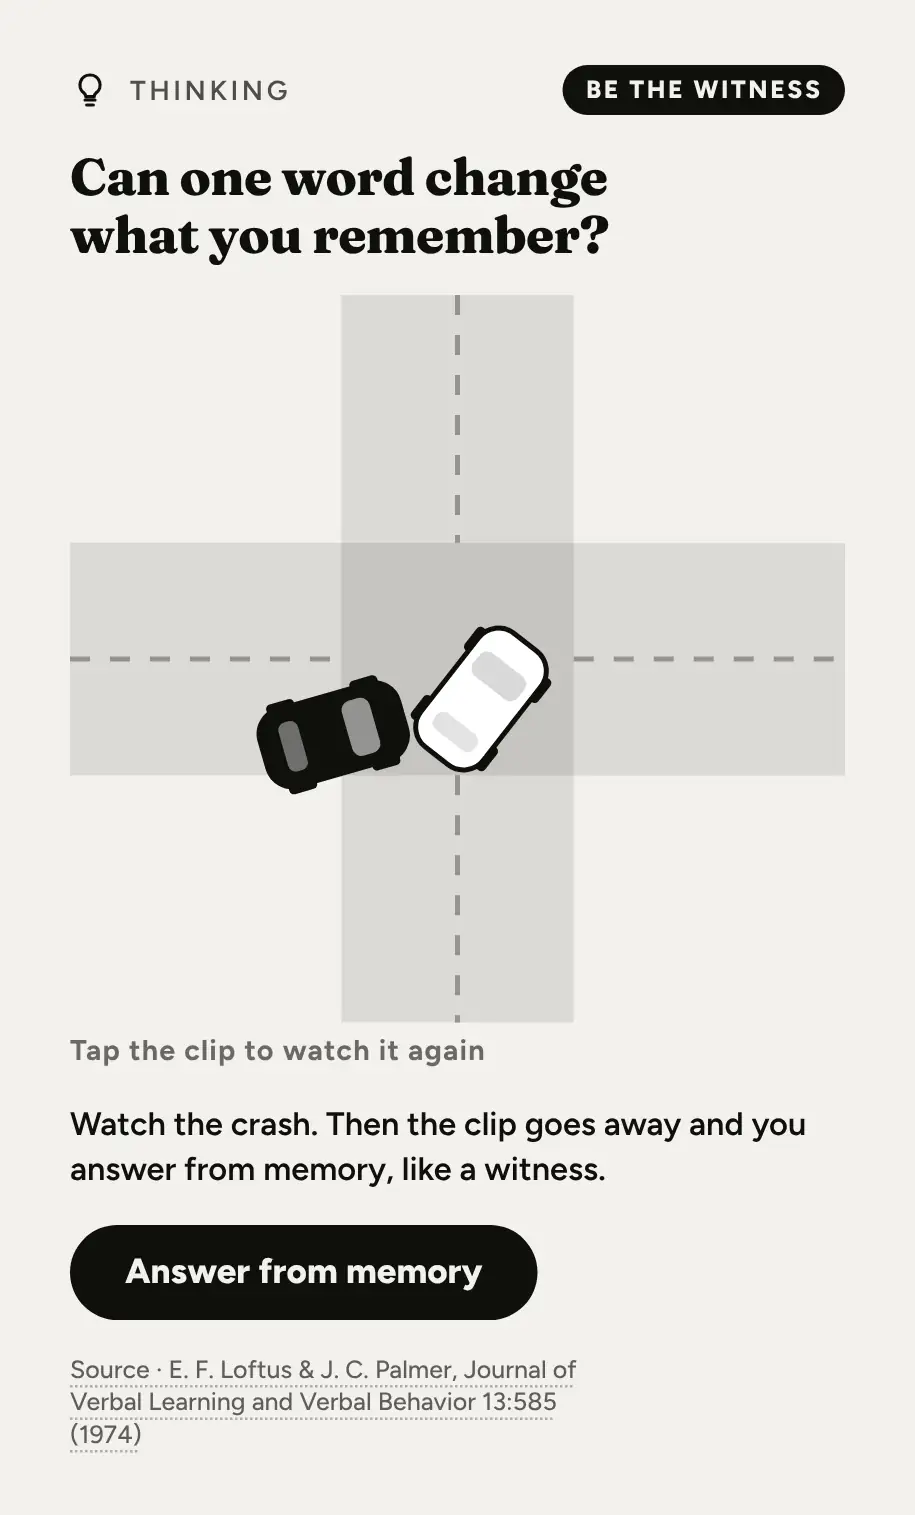 THINKING
BE THE WITNESS
Can one word change
what you remember?
Tap the clip to watch it again
Watch the crash. Then the clip goes away and you
answer from memory, like a witness.
Answer from memory
Source · E. F. Loftus & J. C. Palmer, Journal of
Verbal Learning and Verbal Behavior 13:585
(1974)